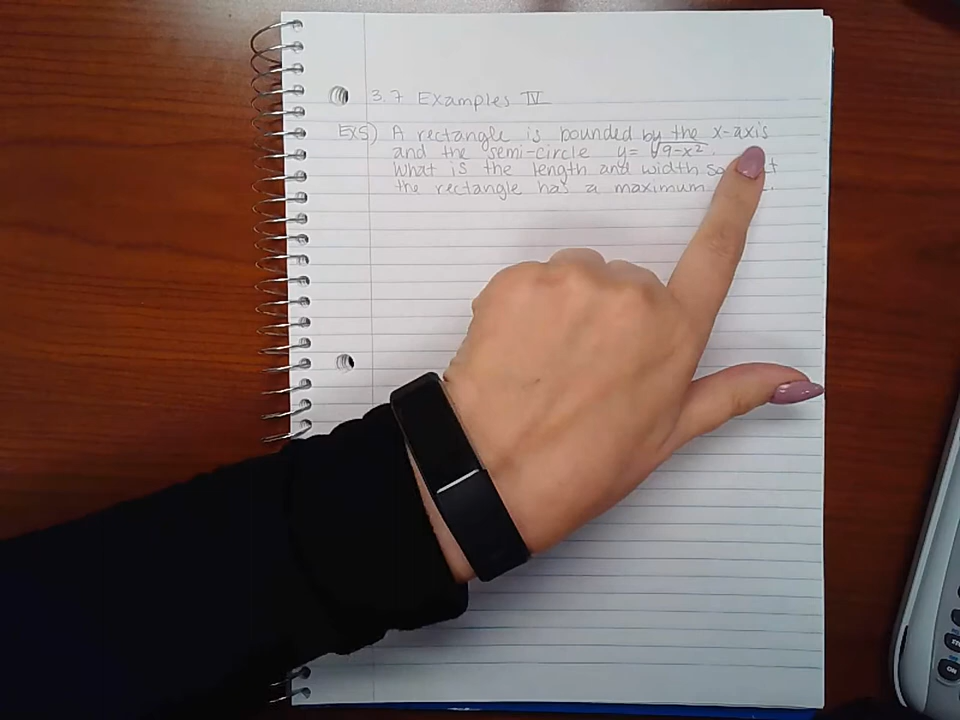 3.7 Examples IV
EX5) A rectangle is bounded by the x-axis
and the semi-circle y= √9-x².
What is the length and width
the rectangle has a maximum
ON